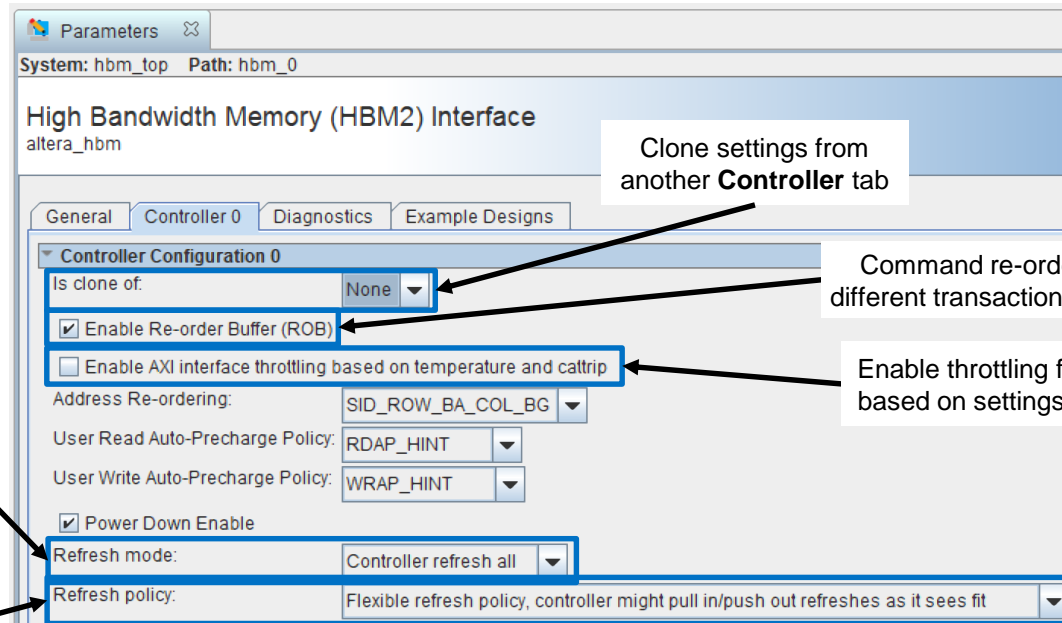 Parameters
System: hbm_top Path: hbm_0
High Bandwidth Memory (HBM2) Interface
altera_hbm
Clone settings from
another Controller tab
General Controller 0 Diagnostics Example Designs
Controller Configuration 0
Is clone of: None
Command re-ord
different transaction
Enable Re-order Buffer (ROB)
Enable AXI interface throttling based on temperature and cattrip
Enable throttling f
based on settings
Address Re-ordering: SID_ROW_BA_COL_BG
User Read Auto-Precharge Policy: RDAP_HINT
User Write Auto-Precharge Policy: WRAP_HINT
Power Down Enable
Refresh mode: Controller refresh all
Refresh policy: Flexible refresh policy, controller might pull in/push out refreshes as it sees fit